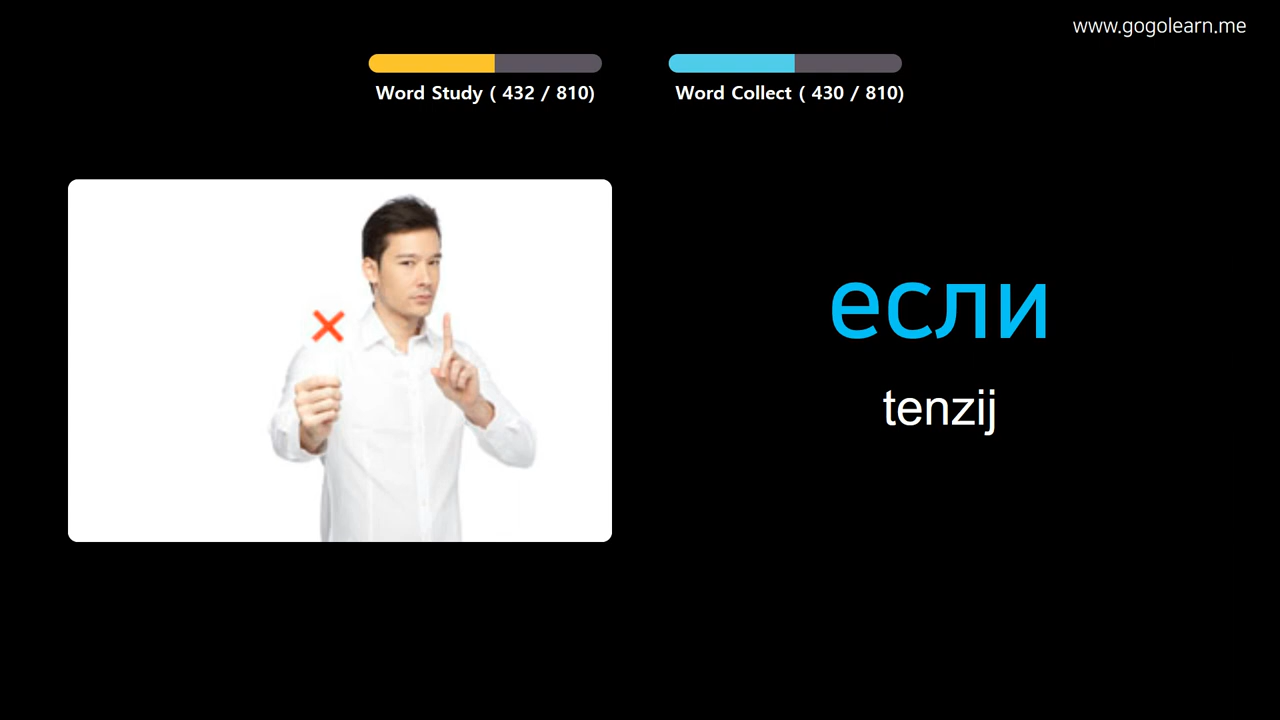 www.gogolearn.me
Word Study ( 432 / 810)
Word Collect ( 430 / 810)
если
tenzij